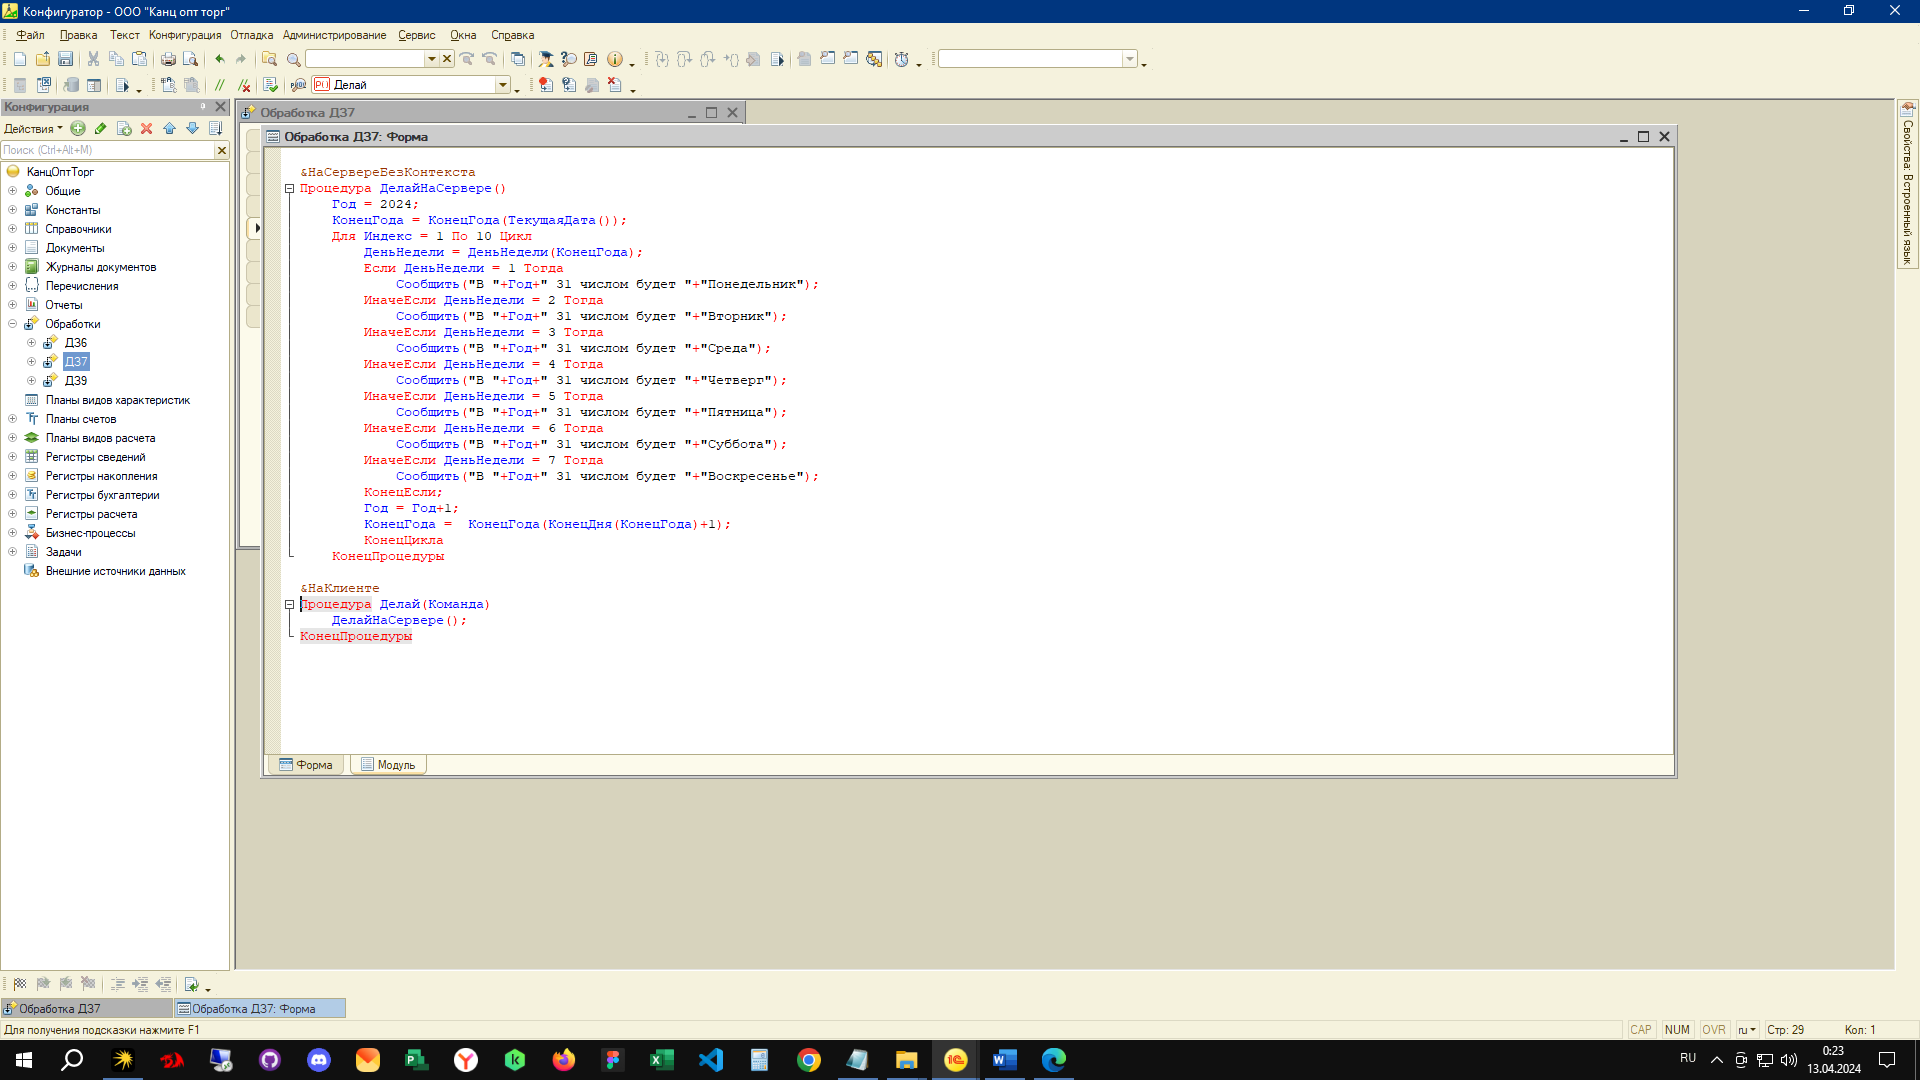 Конфигуратор - ООО "Канц опт торг"
Файл Правка Текст Конфигурация Отладка Администрирование Сервис Окна Справка
Делай
Конфигурация
Действия
Поиск (Ctrl+Alt+M)
КанцОптТорг
Общие
Константы
Справочники
Документы
Журналы документов
Перечисления
Отчеты
Обработки
ДЗ6
ДЗ7
ДЗ9
Планы видов характеристик
Планы счетов
Планы видов расчета
Регистры сведений
Регистры накопления
Регистры бухгалтерии
Регистры расчета
Бизнес-процессы
Задачи
Внешние источники данных
Обработка ДЗ7
Обработка ДЗ7: Форма
&НаСервереБезКонтекста
Процедура ДелайНаСервере()
Год = 2024;
КонецГода = КонецГода(ТекущаяДата());
Для Индекс = 1 По 10 Цикл
ДеньНедели = ДеньНедели(КонецГода);
Если ДеньНедели = 1 Тогда
Сообщить("В "+Год+" 31 числом будет "+"Понедельник");
ИначеЕсли ДеньНедели = 2 Тогда
Сообщить("В "+Год+" 31 числом будет "+"Вторник");
ИначеЕсли ДеньНедели = 3 Тогда
Сообщить("В "+Год+" 31 числом будет "+"Среда");
ИначеЕсли ДеньНедели = 4 Тогда
Сообщить("В "+Год+" 31 числом будет "+"Четверг");
ИначеЕсли ДеньНедели = 5 Тогда
Сообщить("В "+Год+" 31 числом будет "+"Пятница");
ИначеЕсли ДеньНедели = 6 Тогда
Сообщить("В "+Год+" 31 числом будет "+"Суббота");
ИначеЕсли ДеньНедели = 7 Тогда
Сообщить("В "+Год+" 31 числом будет "+"Воскресенье");
КонецЕсли;
Год = Год+1;
КонецГода =  КонецГода(КонецДня(КонецГода)+1);
КонецЦикла
КонецПроцедуры
&НаКлиенте
Процедура Делай(Команда)
ДелайНаСервере();
КонецПроцедуры
Форма Модуль
Свойства: Встроенный язык
Обработка ДЗ7 Обработка ДЗ7: Форма
Для получения подсказки нажмите F1
CAP NUM OVR ru Стр: 29 Кол: 1
RU 0:23
13.04.2024